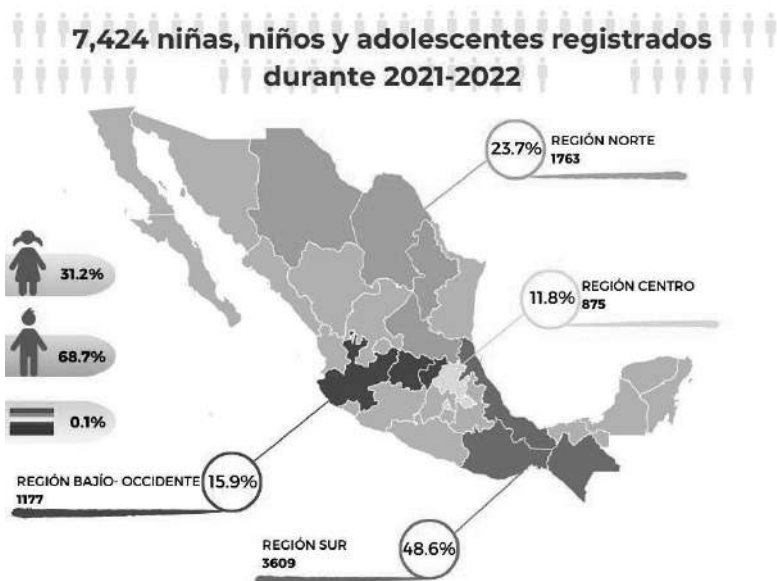 7,424 niñas, niños y adolescentes registrados
durante 2021-2022
23.7%
REGIÓN NORTE
1763
31.2%
11.8%
REGIÓN CENTRO
875
68.7%
0.1%
REGIÓN BAJÍO- OCCIDENTE
1177
15.9%
REGIÓN SUR
3609
48.6%